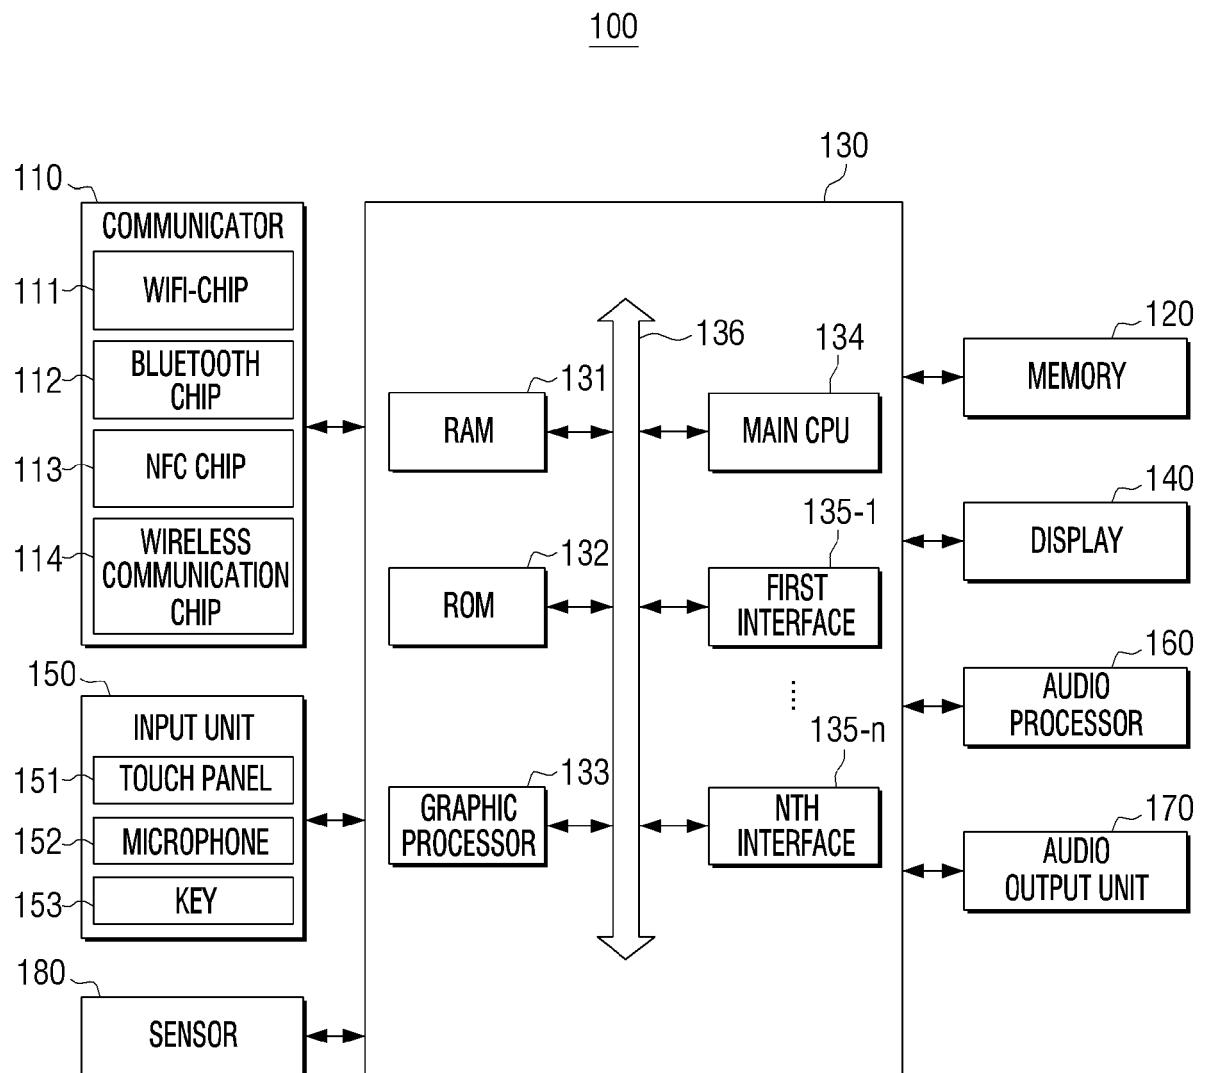 100
130
110
COMMUNICATOR
111
WIFI-CHIP
112
BLUETOOTH
CHIP
113
NFC CHIP
114
WIRELESS
COMMUNICATION
CHIP
150
INPUT UNIT
151
TOUCH PANEL
152
MICROPHONE
153
KEY
180
SENSOR
136
131
RAM
132
ROM
133
GRAPHIC
PROCESSOR
134
MAIN CPU
135-1
FIRST
INTERFACE
135-n
NTH
INTERFACE
120
MEMORY
140
DISPLAY
160
AUDIO
PROCESSOR
170
AUDIO
OUTPUT UNIT